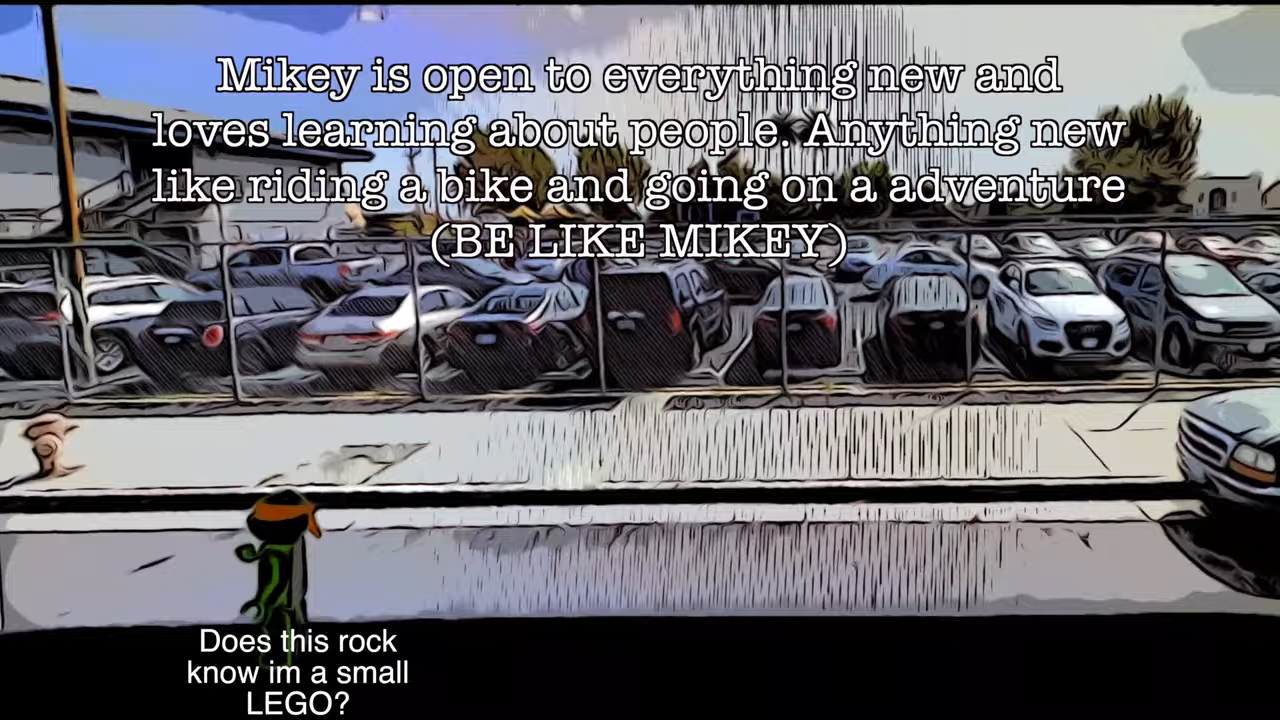 Mikey is open to everything new and
loves learning about people. Anything new
like riding a bike and going on a adventure
(BE LIKE MIKEY)
Does this rock
know im a small
LEGO?